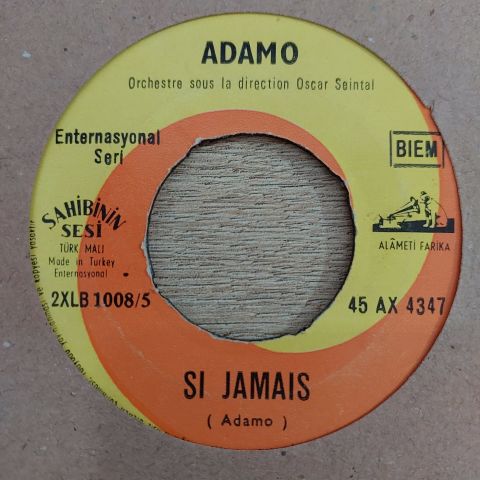 ADAMO
Orchestre sous la direction Oscar Seintal
Enternasyonal
Seri
BIEM
SAHİBİNİN
SESİ
TÜRK MALI
Made in Turkey
Enternasyonal
ALÂMETİ FARİKA
2XLB 1008/5
45 AX 4347
SI JAMAIS
( Adamo )